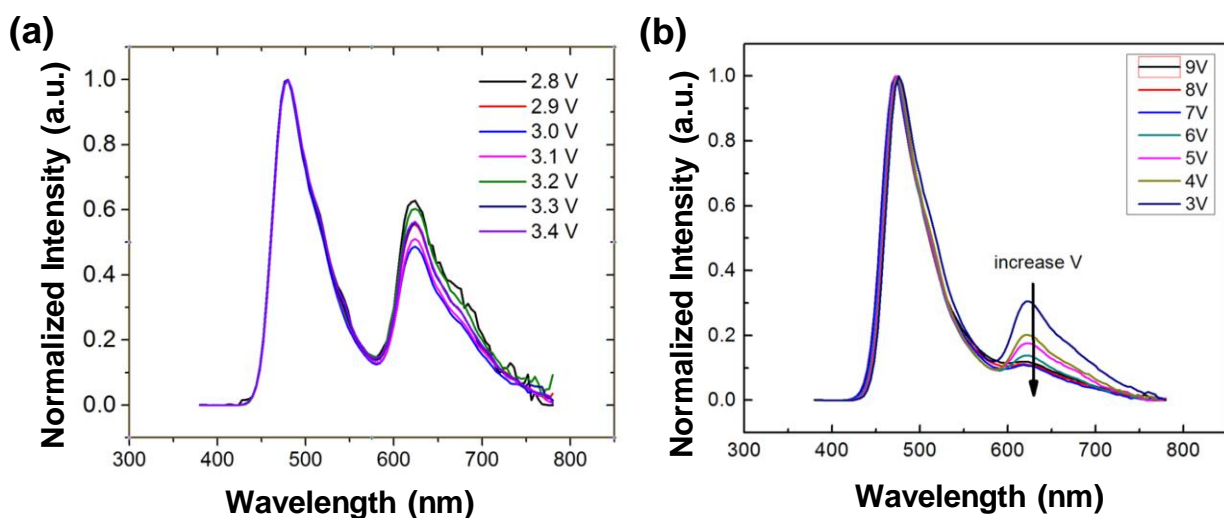 (a)
Normalized Intensity (a.u.)
1.0
0.8
0.6
0.4
0.2
0.0
2.8 V
2.9 V
3.0 V
3.1 V
3.2 V
3.3 V
3.4 V
300 400 500 600 700 800
Wavelength (nm)
(b)
Normalized Intensity (a.u.)
1.0
0.8
0.6
0.4
0.2
0.0
9V
8V
7V
6V
5V
4V
3V
increase V
300 400 500 600 700 800
Wavelength (nm)